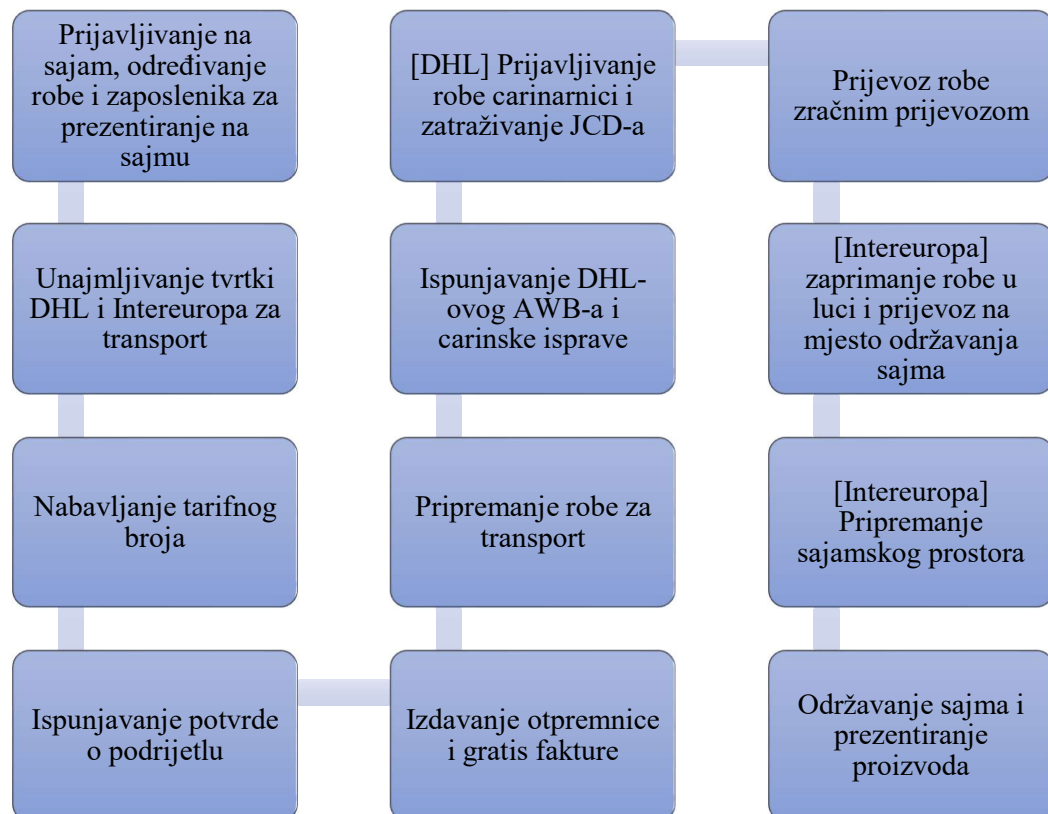 Prijavljivanje na
sajam, određivanje
robe i zaposlenika za
prezentiranje na
sajmu
Unajmljivanje tvrtki
DHL i Intereuropa za
transport
Nabavljanje tarifnog
broja
Ispunjavanje potvrde
o podrijetlu
Izdavanje otpremnice
i gratis fakture
Pripremanje robe za
transport
Ispunjavanje DHL-
ovog AWB-a i
carinske isprave
[DHL] Prijavljivanje
robe carinarnici i
zatraživanje JCD-a
Prijevoz robe
zračnim prijevozom
[Intereuropa]
zaprimanje robe u
luci i prijevoz na
mjesto održavanja
sajma
[Intereuropa]
Pripremanje
sajamskog prostora
Održavanje sajma i
prezentiranje
proizvoda